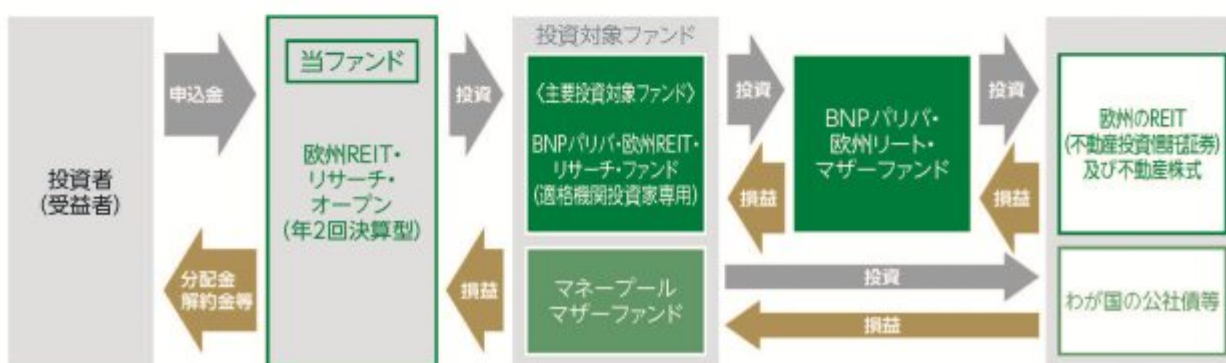 投資者
(受益者)
申込金
分配金
解約金等
当ファンド
欧州REIT・
リサーチ・
オープン
(年2回決算型)
投資
損益
投資対象ファンド
〈主要投資対象ファンド〉
BNPパリバ・欧州REIT・
リサーチ・ファンド
(適格機関投資家専用)
マネープール
マザーファンド
投資
損益
BNPパリバ・
欧州リート・
マザーファンド
投資
損益
投資
損益
欧州のREIT
(不動産投資信託証券)
及び不動産株式
わが国の公社債等